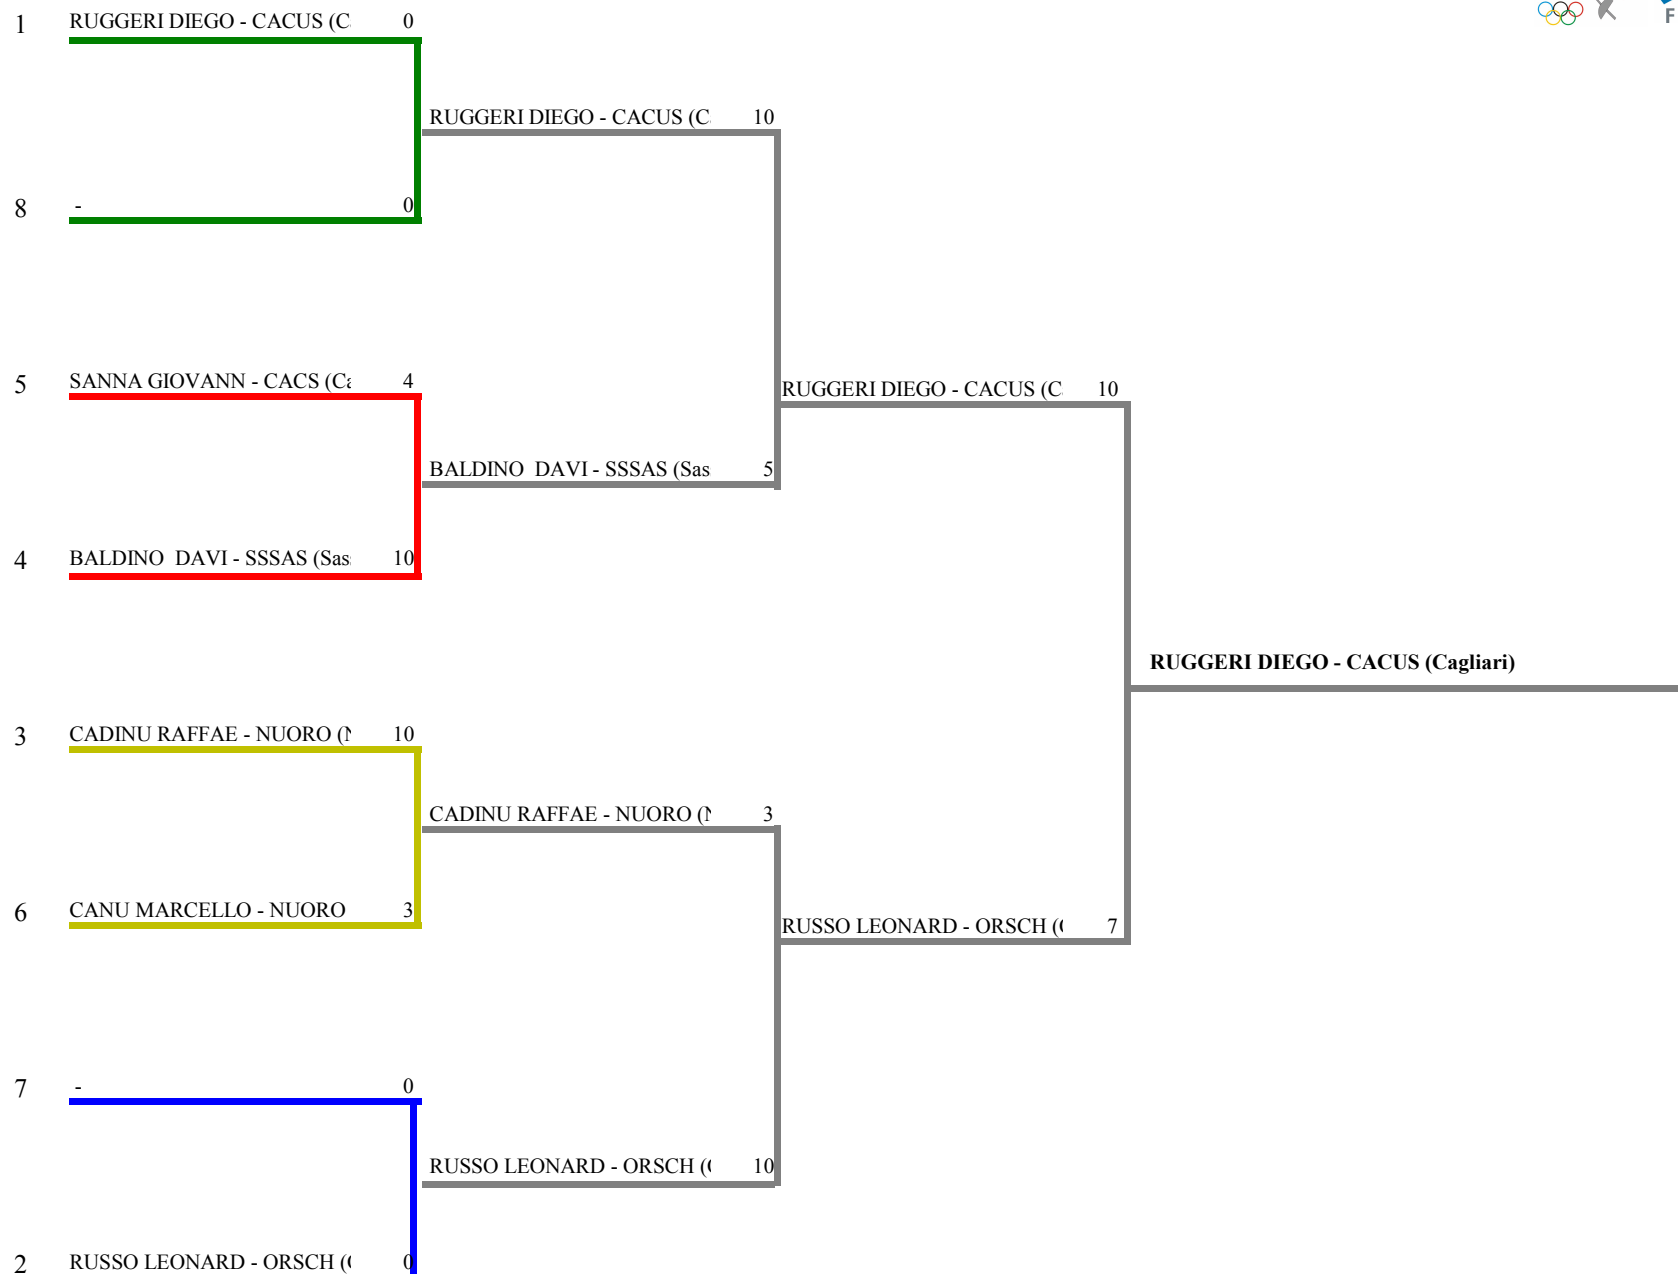 1 RUGGERI DIEGO - CACUS (C 0
F
RUGGERI DIEGO - CACUS (C 10
8 - 0
5 SANNA GIOVANN - CACS (Ca 4
RUGGERI DIEGO - CACUS (C 10
BALDINO DAVI - SSSAS (Sas 5
4 BALDINO DAVI - SSSAS (Sas 10
RUGGERI DIEGO - CACUS (Cagliari)
3 CADINU RAFFAE - NUORO (N 10
CADINU RAFFAE - NUORO (N 3
6 CANU MARCELLO - NUORO 3
RUSSO LEONARD - ORSCH ( 7
7 - 0
RUSSO LEONARD - ORSCH ( 10
2 RUSSO LEONARD - ORSCH ( 0